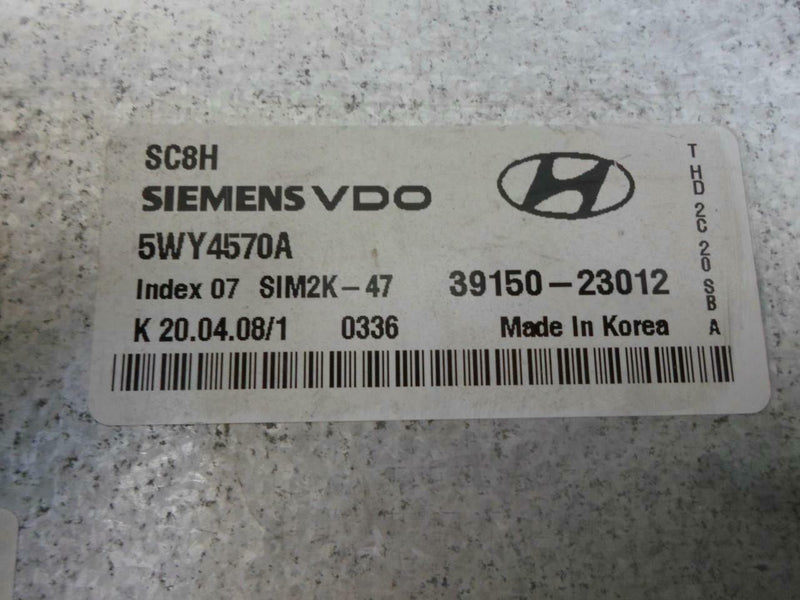 SC8H
SIEMENS VDO
5WY4570A
Index 07 SIM2K-47 39150-23012
K 20.04.08/1 0336 Made In Korea
T HD 2C 20 SB A